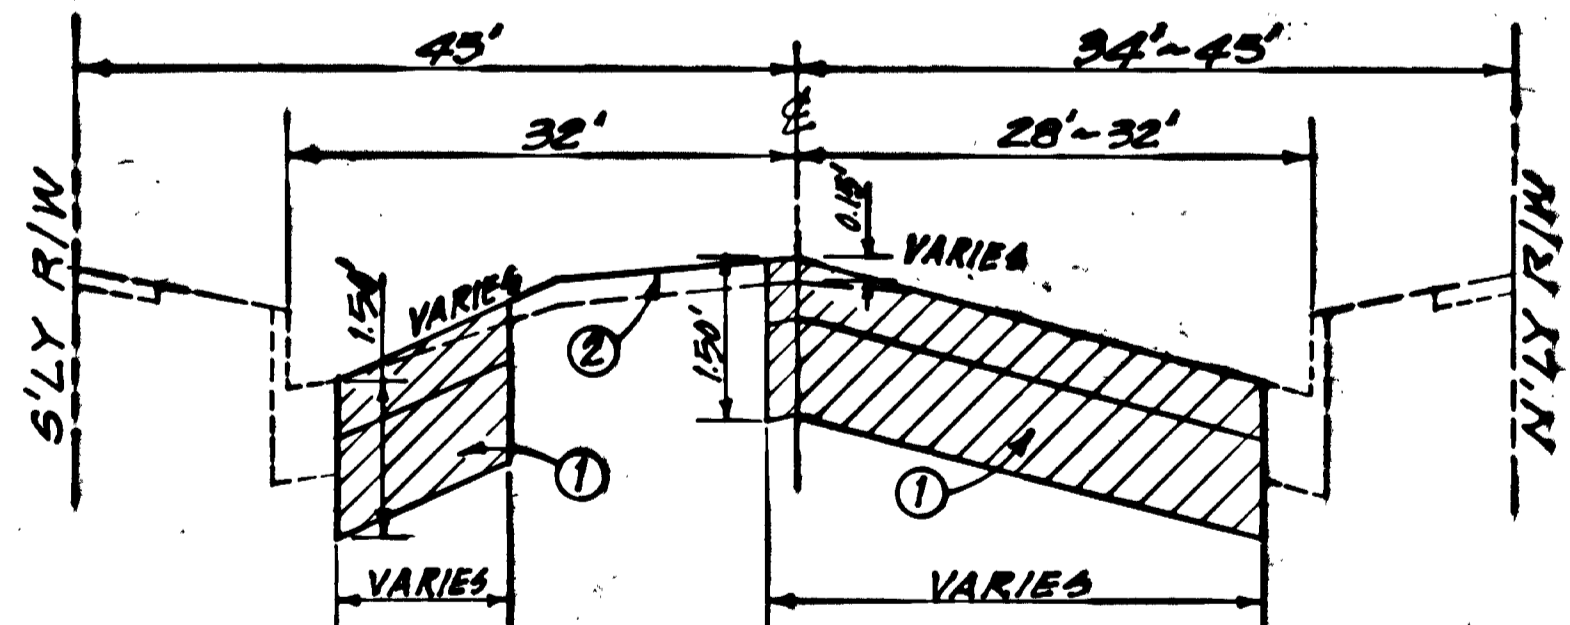 45' 34'~45'
℄
32' 28'~32'
0.15'
S'LY R/W
N'LY R/W
VARIES
1.50'
VARIES
1.50'
2
1
1
VARIES VARIES